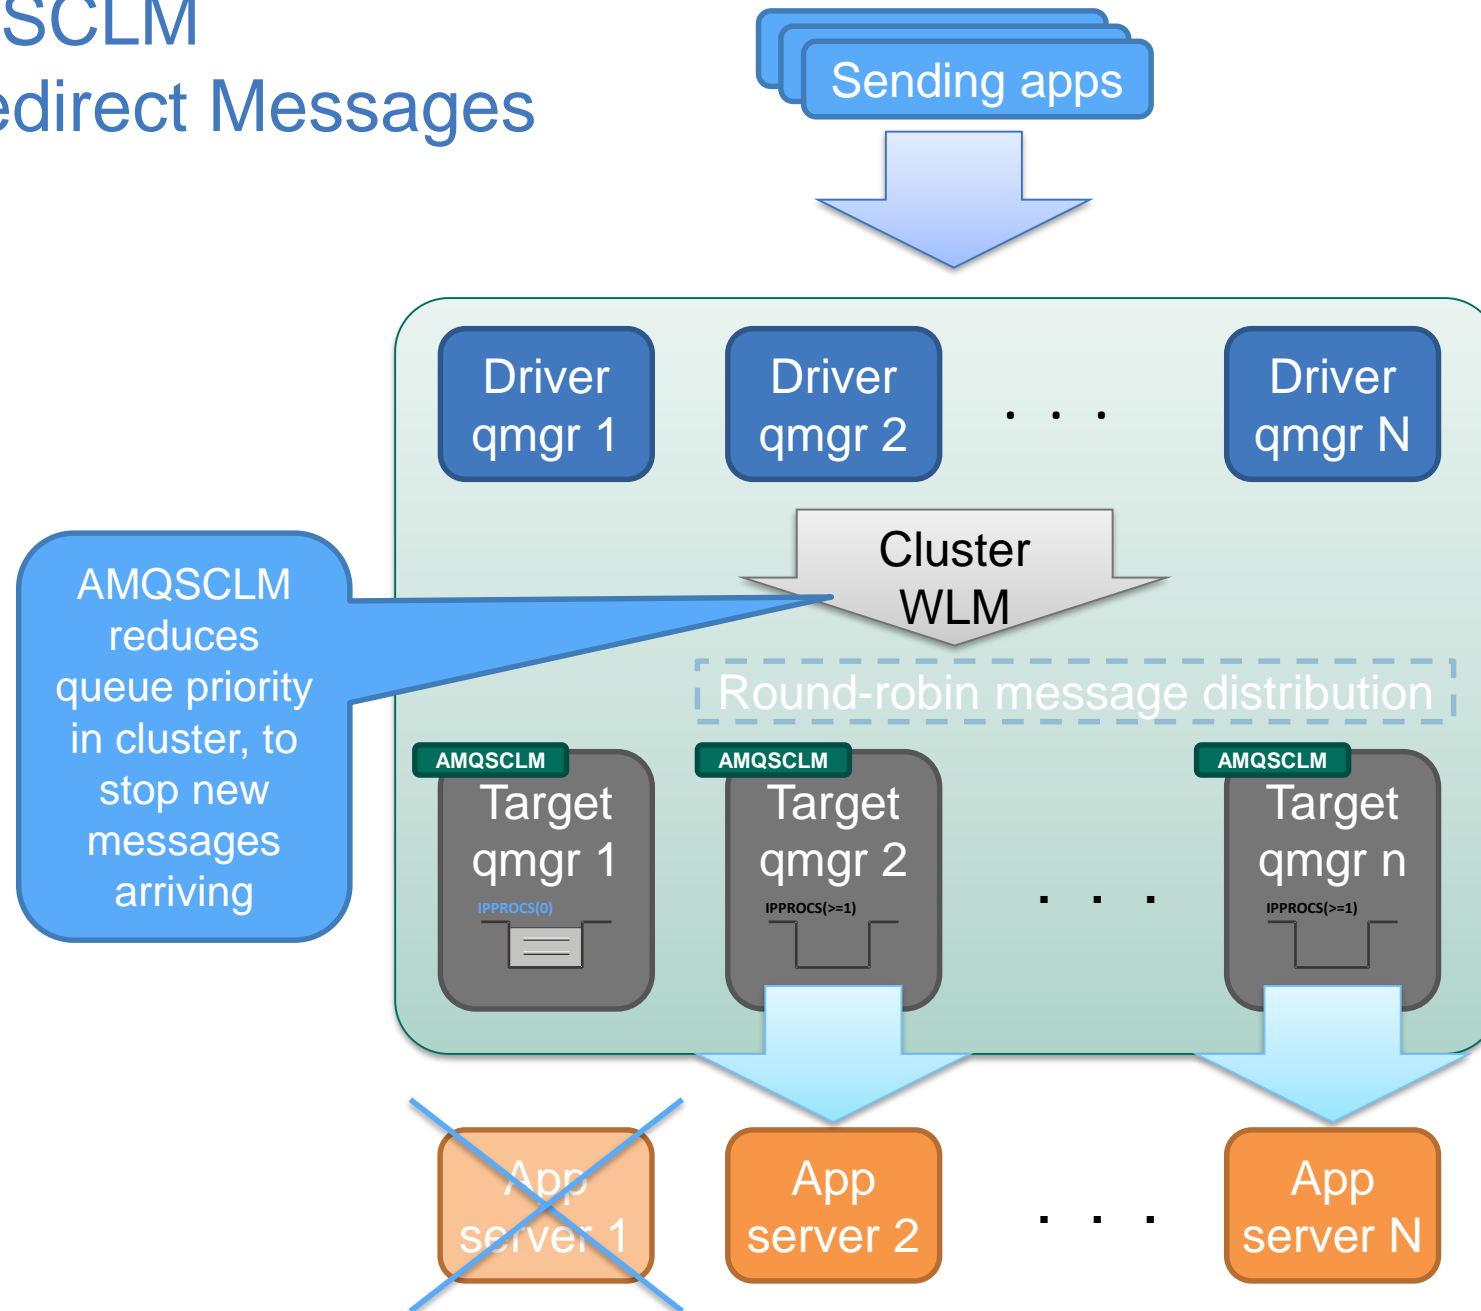 SCLM
edirect Messages
Sending apps
Driver
qmgr 1
Driver
qmgr 2
. . .
Driver
qmgr N
Cluster
WLM
AMQSCLM
reduces
queue priority
in cluster, to
stop new
messages
arriving
Round-robin message distribution
AMQSCLM
Target
qmgr 1
IPPROCS(0)
AMQSCLM
Target
qmgr 2
IPPROCS(>=1)
. . .
AMQSCLM
Target
qmgr n
IPPROCS(>=1)
App
server 1
App
server 2
. . .
App
server N